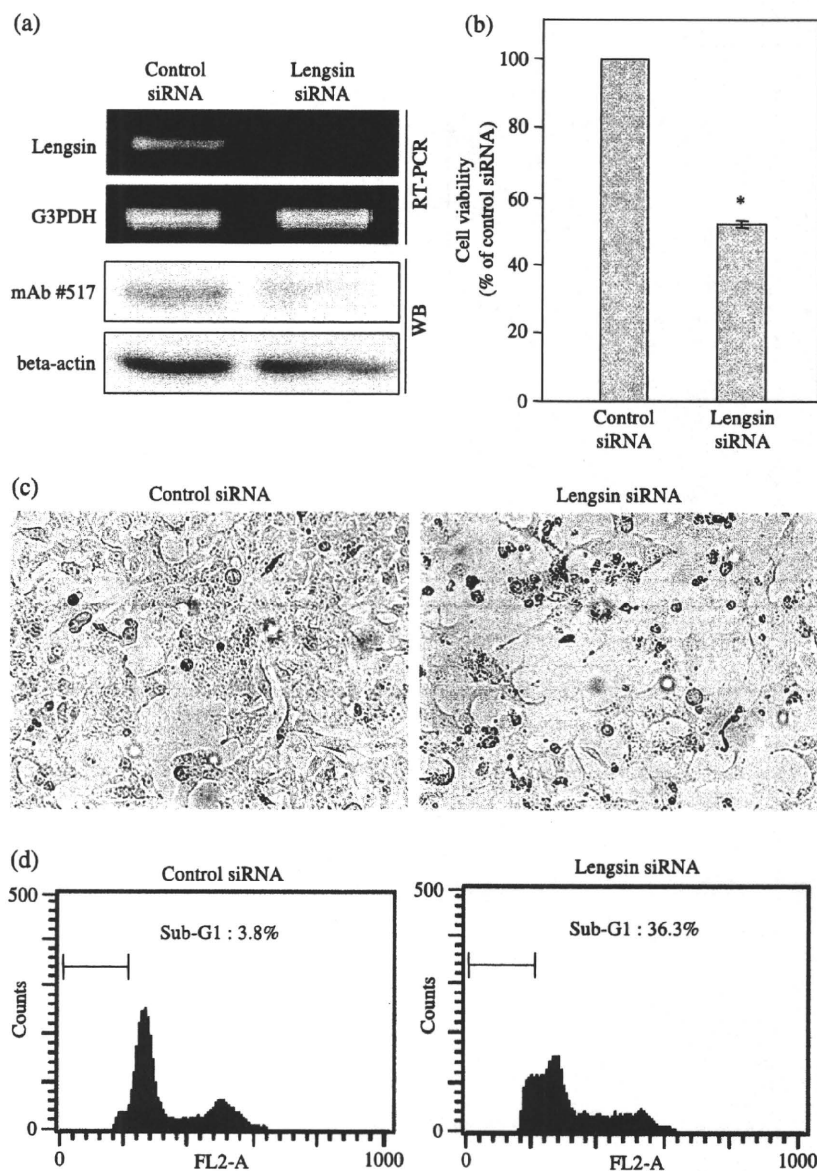 (a)
Control
siRNA
Lengsin
siRNA
Lengsin
G3PDH
RT-PCR
mAb #517
beta-actin
WB
(b)
Cell viability
(% of control siRNA)
100
80
60
40
20
0
*
Control
siRNA
Lengsin
siRNA
(c)
Control siRNA
Lengsin siRNA
(d)
Control siRNA
500
Sub-G1 : 3.8%
Counts
0
0
FL2-A
1000
Lengsin siRNA
500
Sub-G1 : 36.3%
Counts
0
0
FL2-A
1000